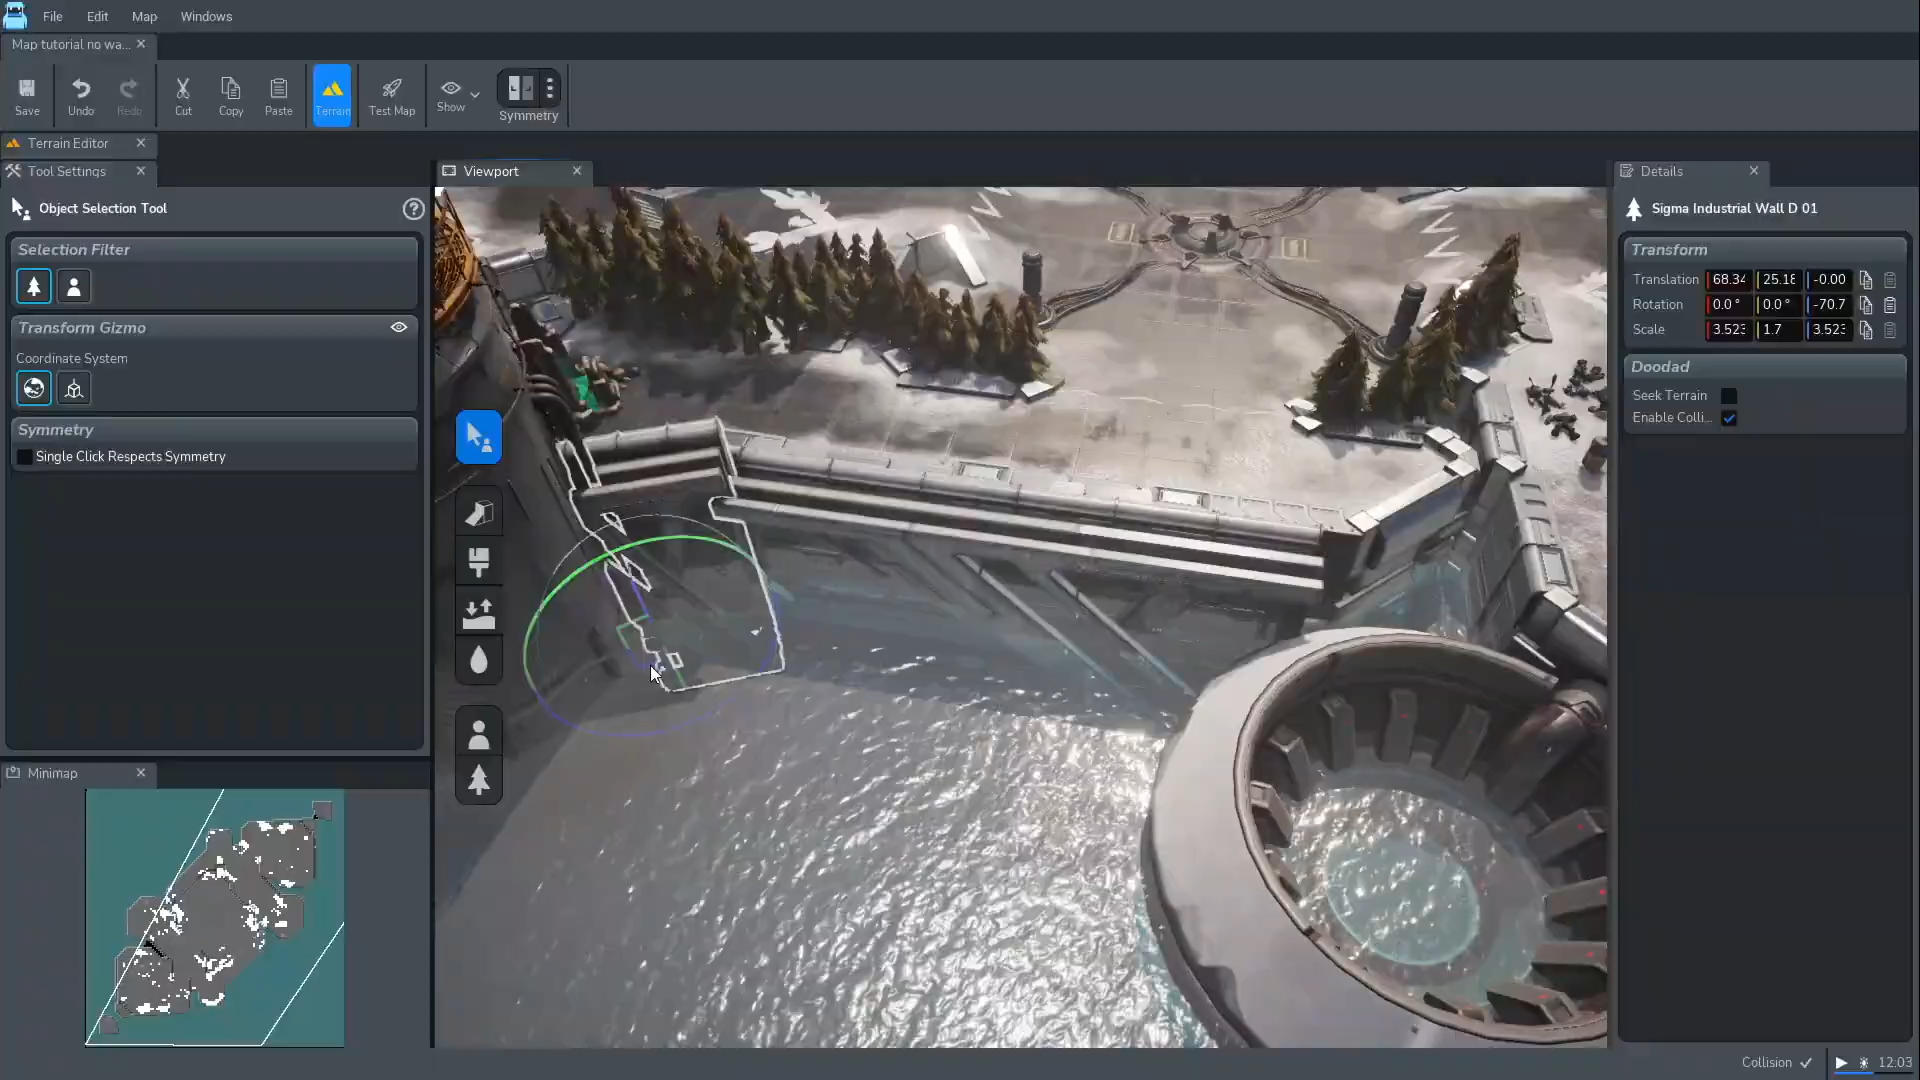 File Edit Map Windows
Map tutorial no wa...
Save Undo Redo Cut Copy Paste Terrain Test Map Show Symmetry
Terrain Editor
Tool Settings
Viewport
Details
Object Selection Tool
Sigma Industrial Wall D 01
Selection Filter
Transform
Translation 68.34 25.18 -0.00
Rotation 0.0° 0.0° -70.7
Scale 3.523 1.7 3.523
Transform Gizmo
Coordinate System
Doodad
Seek Terrain
Enable Colli...
Symmetry
Single Click Respects Symmetry
Minimap
Collision 12:03